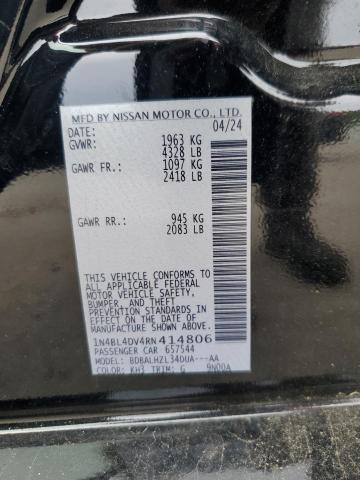 MFD BY NISSAN MOTOR CO., LTD.
DATE: 04/24
GVWR: 1963 KG
4328 LB
GAWR FR.: 1097 KG
2418 LB
GAWR RR.: 945 KG
2083 LB
THIS VEHICLE CONFORMS TO
ALL APPLICABLE FEDERAL
MOTOR VEHICLE SAFETY,
BUMPER, AND THEFT
PREVENTION STANDARDS
IN EFFECT ON THE DATE OF
MANUFACTURE SHOWN ABOVE.
1N4BL4DV4RN414806
PASSENGER CAR 657544
MODEL: BDBALHZL34DUA---AA
COLOR: KH3 TRIM: G 9N00A